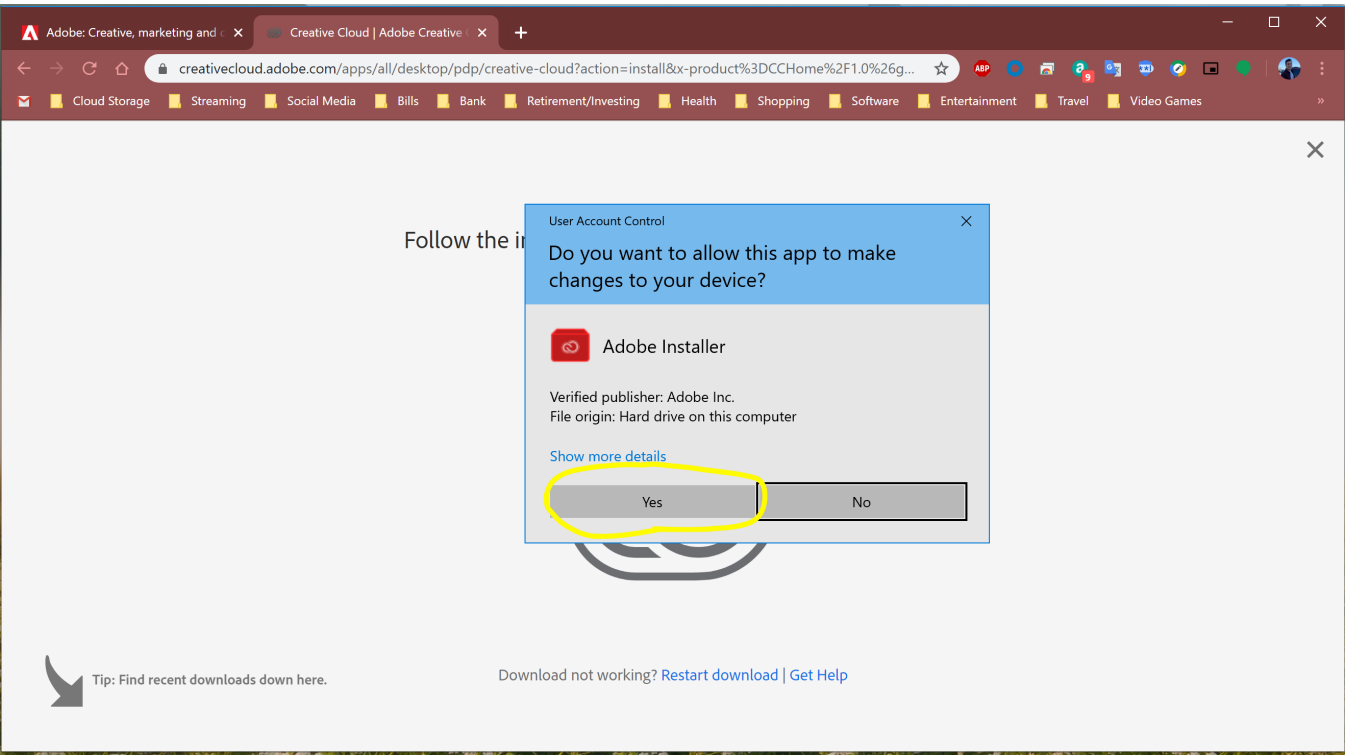 Adobe: Creative, marketing and
Creative Cloud | Adobe Creative
creativecloud.adobe.com/apps/all/desktop/pdp/creative-cloud?action=install&x-product%3DCCHome%2F1.0%26g...
ABP
9
Cloud Storage
Streaming
Social Media
Bills
Bank
Retirement/Investing
Health
Shopping
Software
Entertainment
Travel
Video Games
»
Follow the
User Account Control
Do you want to allow this app to make
changes to your device?
Adobe Installer
Verified publisher: Adobe Inc.
File origin: Hard drive on this computer
Show more details
Yes
No
Tip: Find recent downloads down here.
Download not working? Restart download | Get Help